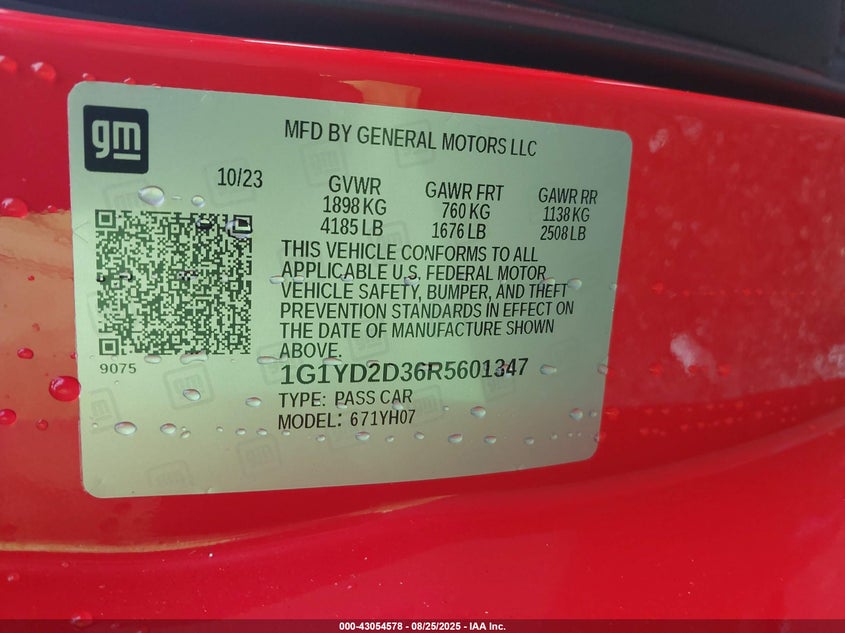 gm
MFD BY GENERAL MOTORS LLC
10/23
GVWR
1898 KG
4185 LB
GAWR FRT
760 KG
1676 LB
GAWR RR
1138 KG
2508 LB
THIS VEHICLE CONFORMS TO ALL
APPLICABLE U.S. FEDERAL MOTOR
VEHICLE SAFETY, BUMPER, AND THEFT
PREVENTION STANDARDS IN EFFECT ON
THE DATE OF MANUFACTURE SHOWN
ABOVE.
9075
1G1YD2D36R5601347
TYPE: PASS CAR
MODEL: 671YH07
000-43054578 - 08/25/2025 - IAA Inc.